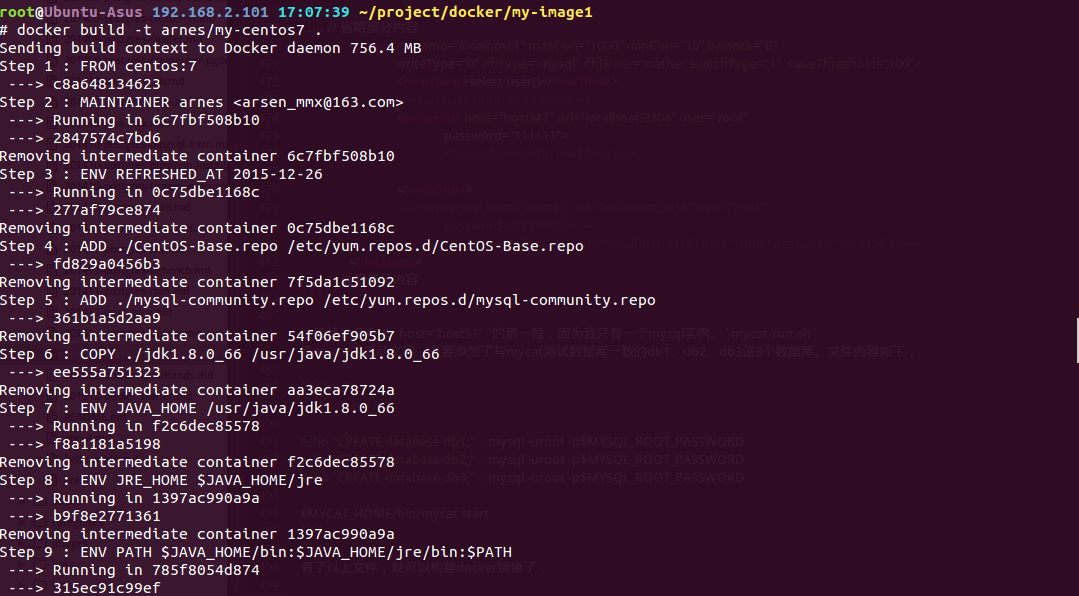 root@Ubuntu-Asus 192.168.2.101 17:07:39 ~/project/docker/my-image1
# docker build -t arnes/my-centos7 .
Sending build context to Docker daemon 756.4 MB
Step 1 : FROM centos:7
 ---> c8a648134623
Step 2 : MAINTAINER arnes <arsen_mmx@163.com>
 ---> Running in 6c7fbf508b10
 ---> 2847574c7bd6
Removing intermediate container 6c7fbf508b10
Step 3 : ENV REFRESHED_AT 2015-12-26
 ---> Running in 0c75dbe1168c
 ---> 277af79ce874
Removing intermediate container 0c75dbe1168c
Step 4 : ADD ./CentOS-Base.repo /etc/yum.repos.d/CentOS-Base.repo
 ---> fd829a0456b3
Removing intermediate container 7f5da1c51092
Step 5 : ADD ./mysql-community.repo /etc/yum.repos.d/mysql-community.repo
 ---> 361b1a5d2aa9
Removing intermediate container 54f06ef905b7
Step 6 : COPY ./jdk1.8.0_66 /usr/java/jdk1.8.0_66
 ---> ee555a751323
Removing intermediate container aa3eca78724a
Step 7 : ENV JAVA_HOME /usr/java/jdk1.8.0_66
 ---> Running in f2c6dec85578
 ---> f8a1181a5198
Removing intermediate container f2c6dec85578
Step 8 : ENV JRE_HOME $JAVA_HOME/jre
 ---> Running in 1397ac990a9a
 ---> b9f8e2771361
Removing intermediate container 1397ac990a9a
Step 9 : ENV PATH $JAVA_HOME/bin:$JAVA_HOME/jre/bin:$PATH
 ---> Running in 785f8054d874
 ---> 315ec91c99ef